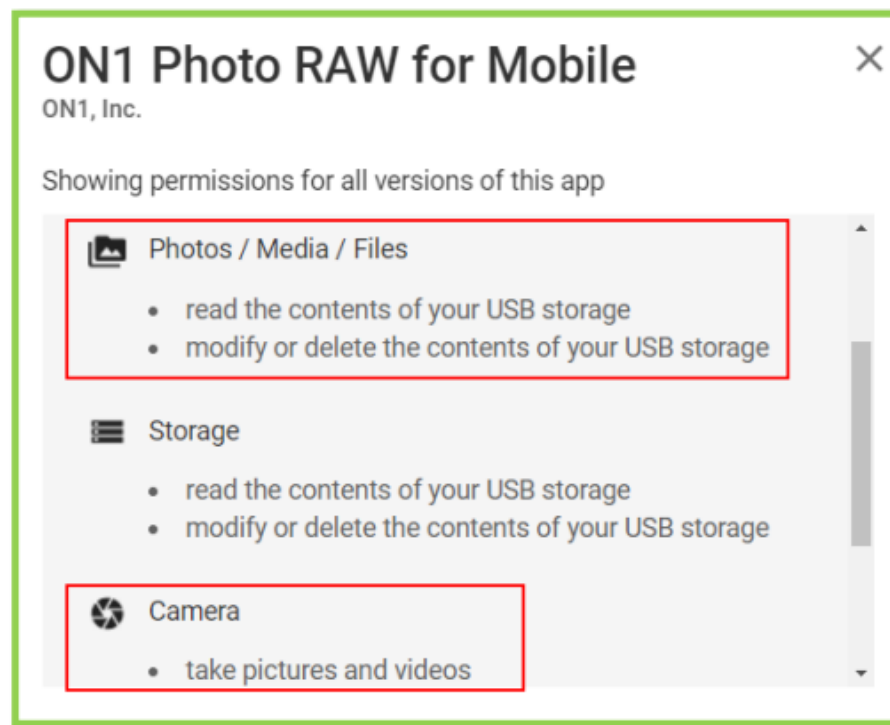 ON1 Photo RAW for Mobile
ON1, Inc.
Showing permissions for all versions of this app
Photos / Media / Files
• read the contents of your USB storage
• modify or delete the contents of your USB storage
Storage
• read the contents of your USB storage
• modify or delete the contents of your USB storage
Camera
• take pictures and videos